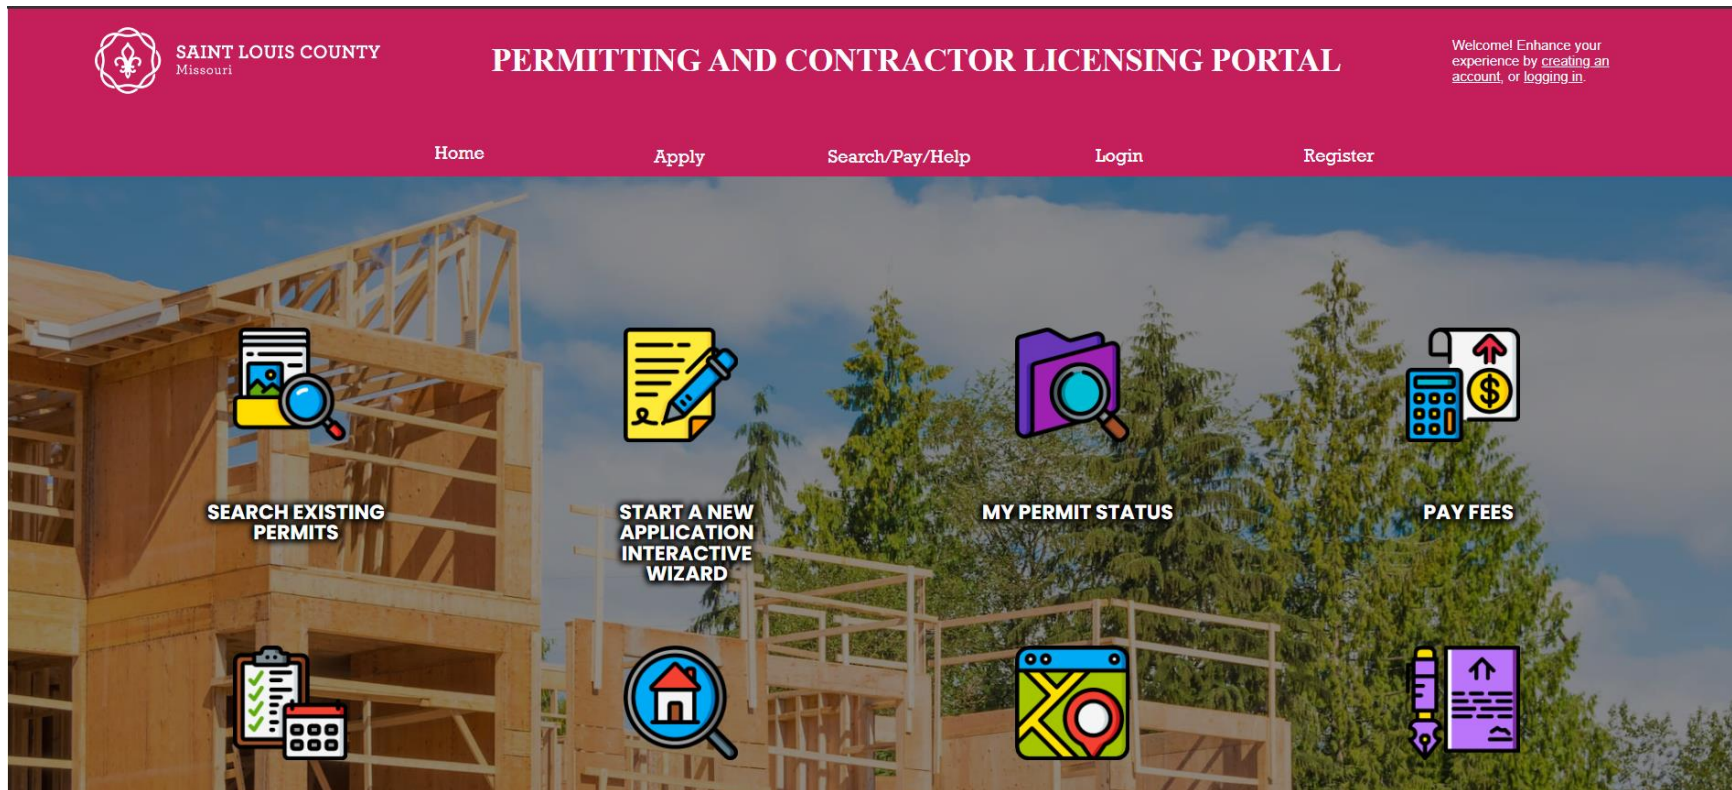 SAINT LOUIS COUNTY
Missouri
PERMITTING AND CONTRACTOR LICENSING PORTAL
Welcome! Enhance your
experience by creating an
account, or logging in.
Home
Apply
Search/Pay/Help
Login
Register
SEARCH EXISTING
PERMITS
START A NEW
APPLICATION
INTERACTIVE
WIZARD
MY PERMIT STATUS
PAY FEES